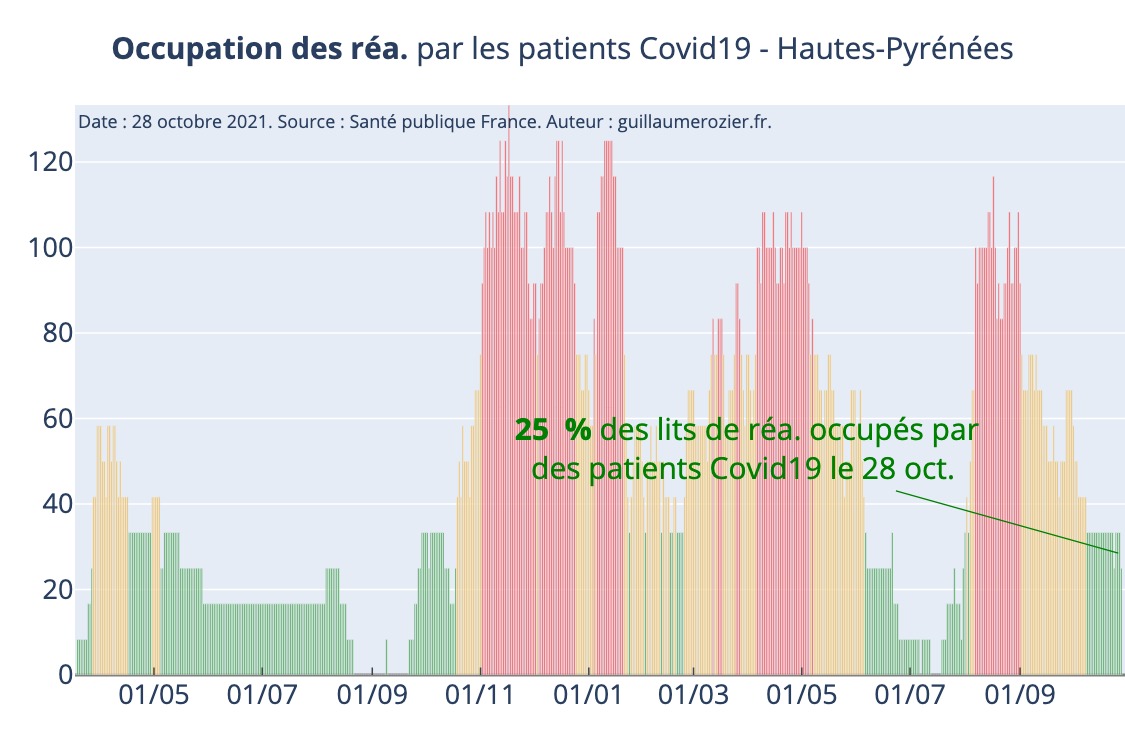 Occupation des réa. par les patients Covid19 - Hautes-Pyrénées
Date : 28 octobre 2021. Source : Santé publique France. Auteur : guillaumerozier.fr.
120
100
80
60
40
20
0
25  % des lits de réa. occupés par
des patients Covid19 le 28 oct.
01/05 01/07 01/09 01/11 01/01 01/03 01/05 01/07 01/09